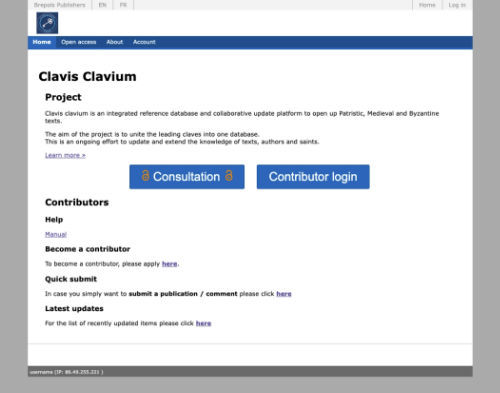 Brepols Publishers EN FR Home Log in
Home Open access About Account
Clavis Clavium
Project
Clavis clavium is an integrated reference database and collaborative update platform to open up Patristic, Medieval and Byzantine
texts.
The aim of the project is to unite the leading claves into one database.
This is an ongoing effort to update and extend the knowledge of texts, authors and saints.
Learn more »
Consultation Contributor login
Contributors
Help
Manual
Become a contributor
To become a contributor, please apply here.
Quick submit
In case you simply want to submit a publication / comment please click here
Latest updates
For the list of recently updated items please click here
username (IP: 86.49.255.221 )